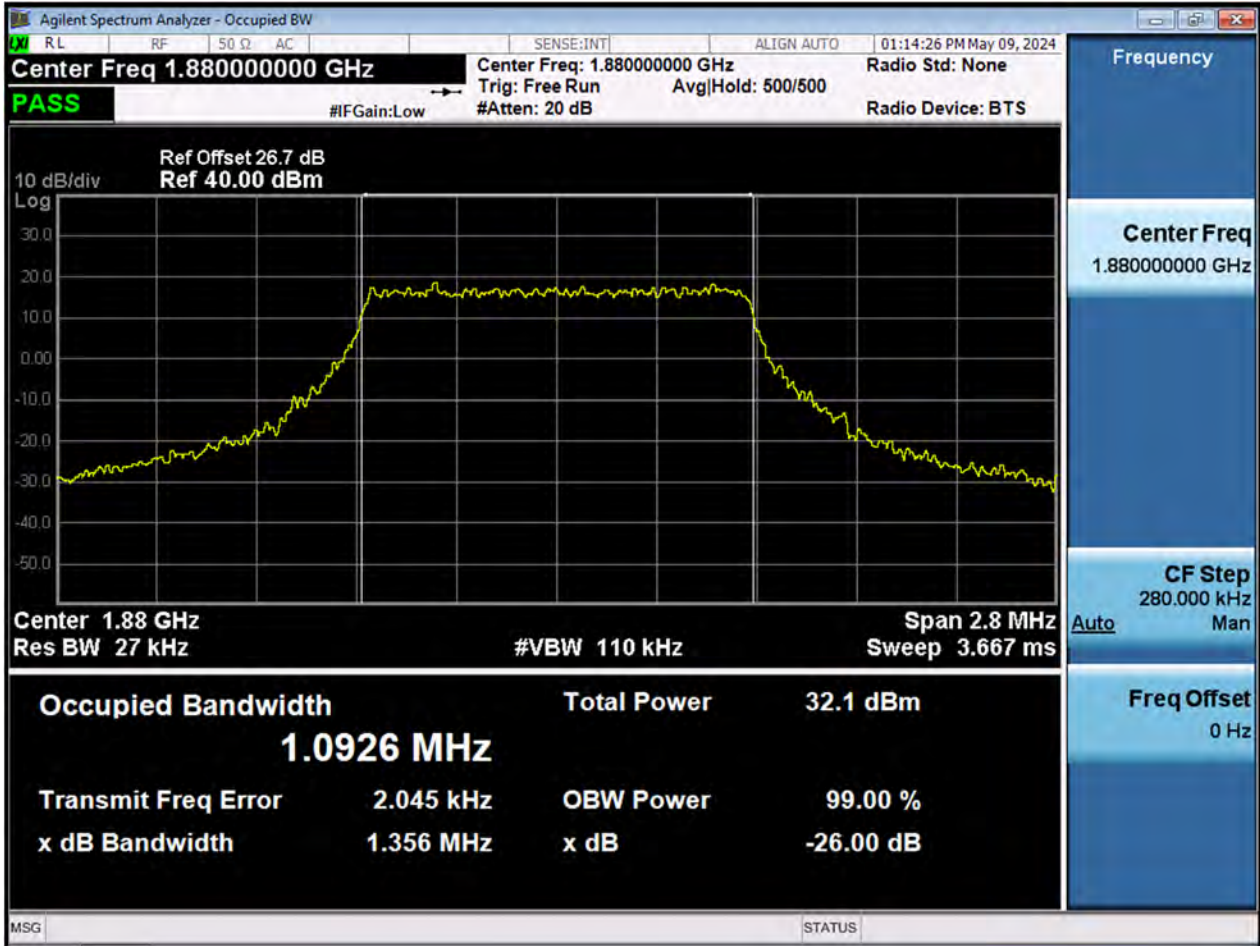 Agilent Spectrum Analyzer - Occupied BW
LXI RL RF 50 Ω AC SENSE:INT ALIGN AUTO 01:14:26 PM May 09, 2024
Center Freq 1.880000000 GHz
Center Freq: 1.880000000 GHz
Radio Std: None
Trig: Free Run Avg|Hold: 500/500
PASS
#IFGain:Low
#Atten: 20 dB
Radio Device: BTS
Ref Offset 26.7 dB
10 dB/div Ref 40.00 dBm
Log
30.0
20.0
10.0
0.00
-10.0
-20.0
-30.0
-40.0
-50.0
Center 1.88 GHz Span 2.8 MHz
Res BW 27 kHz #VBW 110 kHz Sweep 3.667 ms
Occupied Bandwidth Total Power 32.1 dBm
1.0926 MHz
Transmit Freq Error 2.045 kHz OBW Power 99.00 %
x dB Bandwidth 1.356 MHz x dB -26.00 dB
MSG STATUS
Frequency
Center Freq
1.880000000 GHz
CF Step
280.000 kHz
Auto Man
Freq Offset
0 Hz